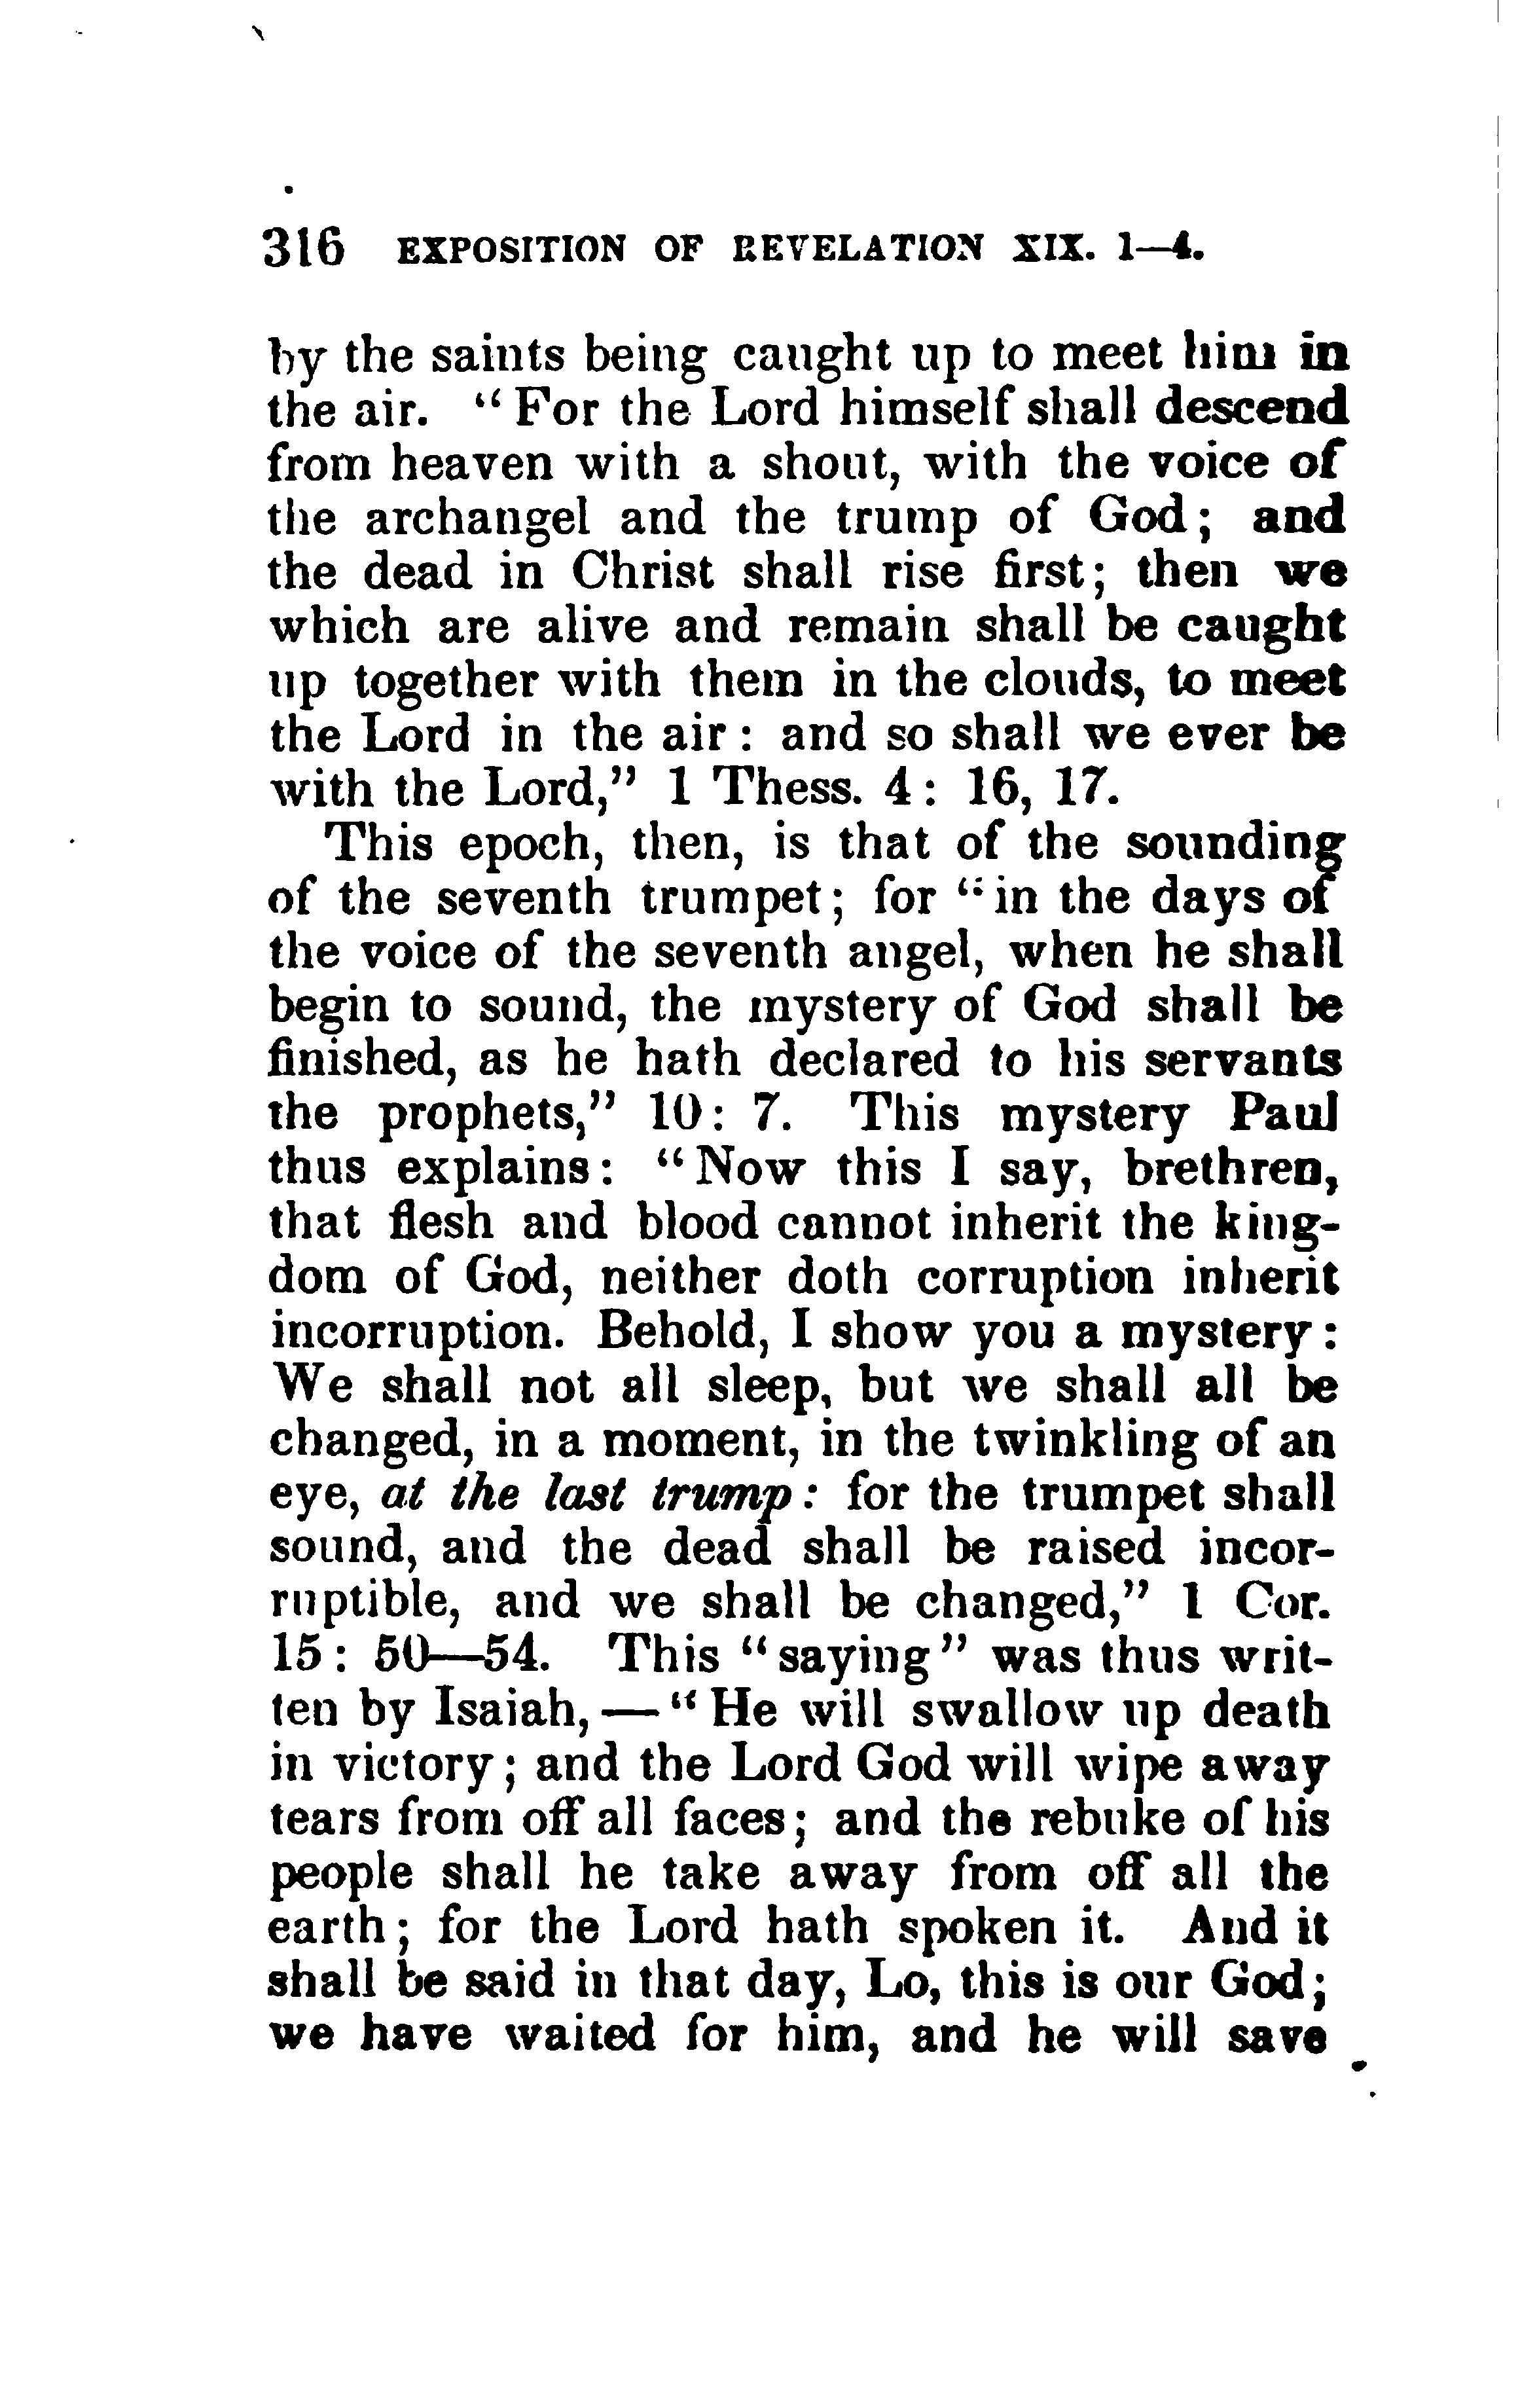 316 EXPOSITION OF REVELATION XIX. 1—4.
by the saints being caught up to meet him in
the air. “For the Lord himself shall descend
from heaven with a shout, with the voice of
the archangel and the trump of God; and
the dead in Christ shall rise first; then we
which are alive and remain shall be caught
up together with them in the clouds, to meet
the Lord in the air: and so shall we ever be
with the Lord,” 1 Thess. 4: 16, 17.
This epoch, then, is that of the sounding
of the seventh trumpet; for “in the days of
the voice of the seventh angel, when he shall
begin to sound, the mystery of God shall be
finished, as he hath declared to his servants
the prophets,” 10: 7. This mystery Paul
thus explains: “Now this I say, brethren,
that flesh and blood cannot inherit the king-
dom of God, neither doth corruption inherit
incorruption. Behold, I show you a mystery:
We shall not all sleep, but we shall all be
changed, in a moment, in the twinkling of an
eye, at the last trump: for the trumpet shall
sound, and the dead shall be raised incor-
ruptible, and we shall be changed,” 1 Cor.
15: 50—54. This “saying” was thus writ-
ten by Isaiah,—“He will swallow up death
in victory; and the Lord God will wipe away
tears from off all faces; and the rebuke of his
people shall he take away from off all the
earth; for the Lord hath spoken it. And it
shall be said in that day, Lo, this is our God;
we have waited for him, and he will save